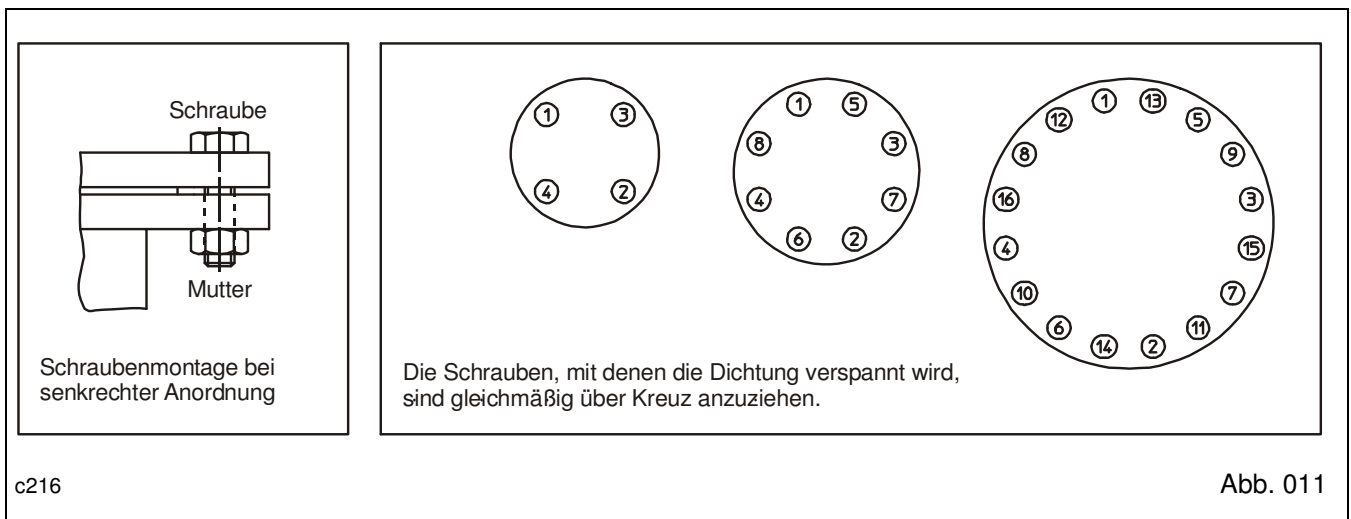 Schraube
Mutter
Schraubenmontage bei
senkrechter Anordnung
1 3
4 2
1 5
8 3
4 7
6 2
1 13
12 5
8 9
16 3
4 15
10 7
6 11
14 2
Die Schrauben, mit denen die Dichtung verspannt wird,
sind gleichmäßig über Kreuz anzuziehen.
c216 Abb. 011